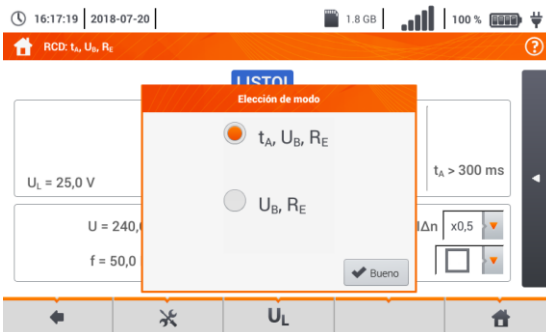 16:17:19 2018-07-20 1.8 GB 100 %
RCD: tA, UB, RE ?
LISTO!
Elección de modo
tA, UB, RE
UB, RE
UL = 25,0 V
tA > 300 ms
U = 240,
IΔn x0,5
f = 50,0
Bueno
UL